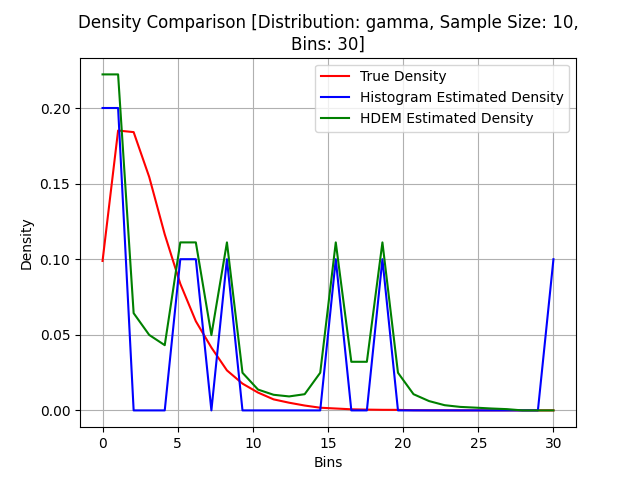 Density Comparison [Distribution: gamma, Sample Size: 10,
Bins: 30]
True Density
Histogram Estimated Density
HDEM Estimated Density
Density
0.20
0.15
0.10
0.05
0.00
0 5 10 15 20 25 30
Bins